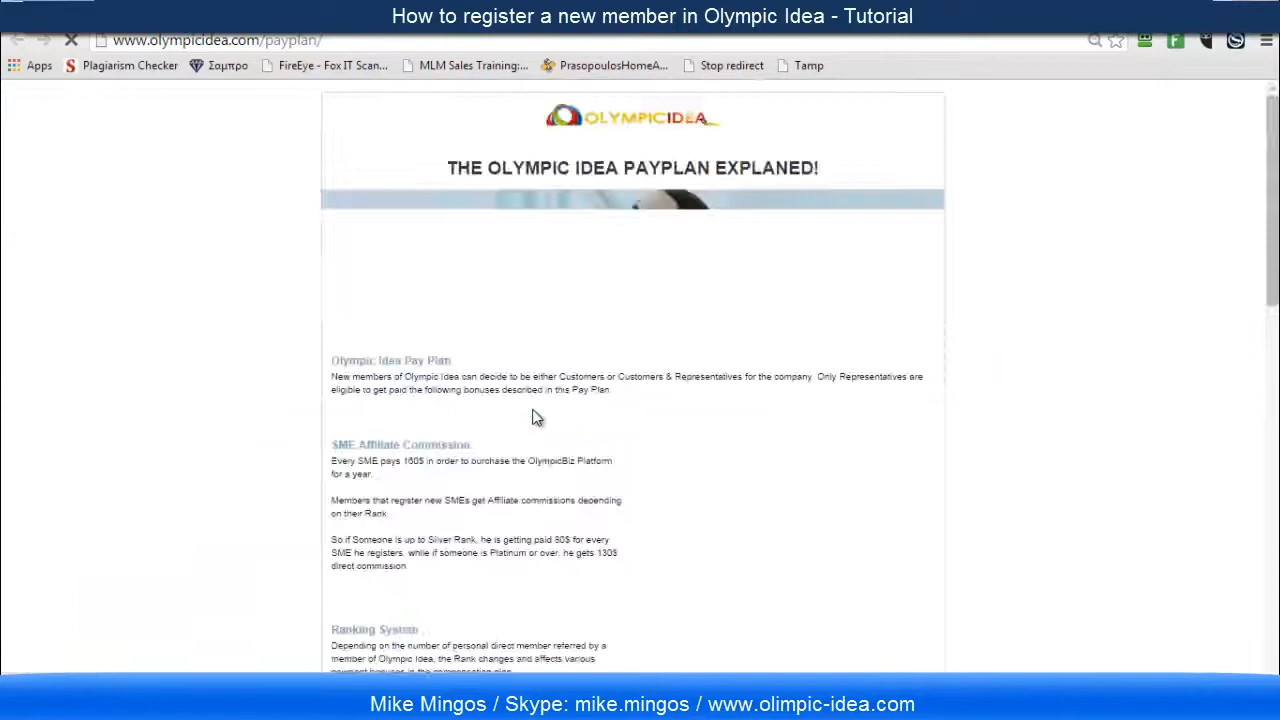 How to register a new member in Olympic Idea - Tutorial
www.olympicidea.com/payplan/
Apps Plagiarism Checker Σαμπρο FireEye - Fox IT Scan... MLM Sales Training:... PrasopoulosHomeA... Stop redirect Tamp
OLYMPICIDEA
THE OLYMPIC IDEA PAYPLAN EXPLANED!
Olympic Idea Pay Plan
New members of Olympic Idea can decide to be either Customers or Customers & Representatives for the company. Only Representatives are
eligible to get paid the following bonuses described in this Pay Plan.
SME Affiliate Commission
Every SME pays 160$ in order to purchase the OlympicBiz Platform
for a year.
Members that register new SMEs get Affiliate commissions depending
on their Rank
So if Someone is up to Silver Rank, he is getting paid 80$ for every
SME he registers. while if someone is Platinum or over, he gets 130$
direct commission
Ranking System
Depending on the number of personal direct member referred by a
member of Olympic Idea, the Rank changes and affects various
payment bonuses in the compensation plan
Mike Mingos / Skype: mike.mingos / www.olimpic-idea.com